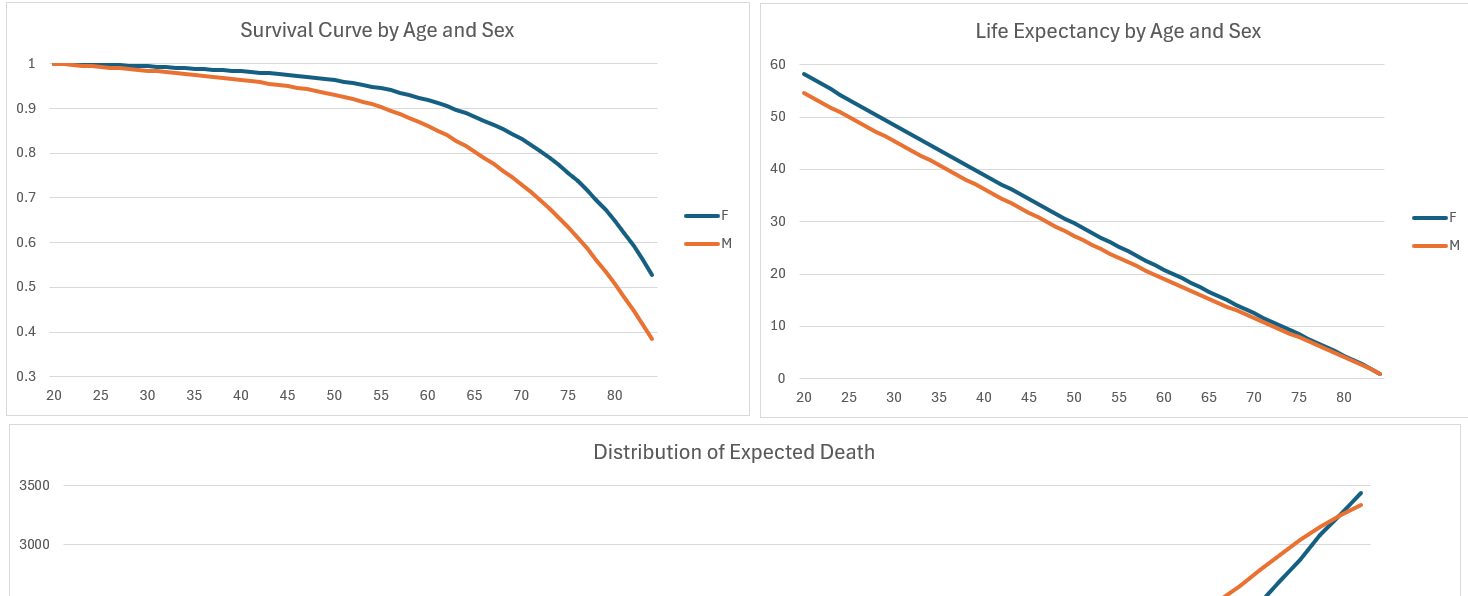 Survival Curve by Age and Sex
1
0.9
0.8
0.7
0.6
0.5
0.4
0.3
20 25 30 35 40 45 50 55 60 65 70 75 80
F
M
Life Expectancy by Age and Sex
60
50
40
30
20
10
0
20 25 30 35 40 45 50 55 60 65 70 75 80
F
M
Distribution of Expected Death
3500
3000